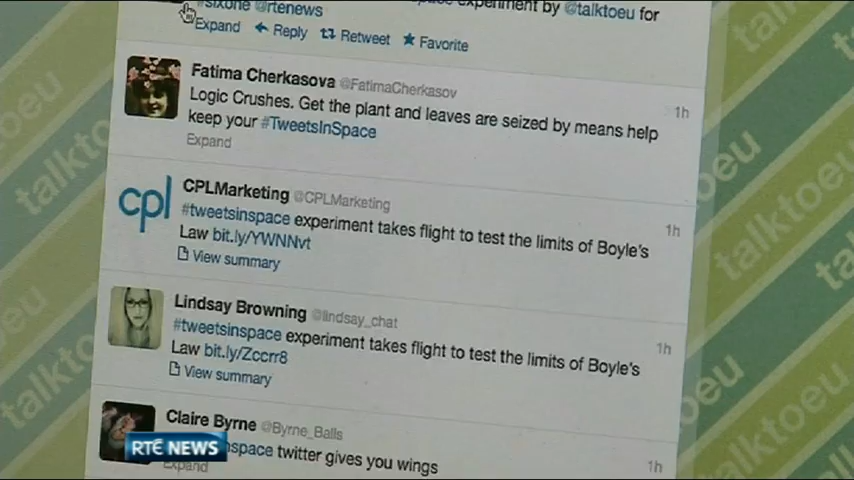 experiment by @talktoeu for
#sixone @rtenews
Expand Reply Retweet Favorite
Fatima Cherkasova @FatimaCherkasov 1h
Logic Crushes. Get the plant and leaves are seized by means help
keep your #TweetsInSpace
Expand
cpl
CPLMarketing @CPLMarketing 1h
#tweetsinspace experiment takes flight to test the limits of Boyle's
Law bit.ly/YWNNvt
View summary
Lindsay Browning @lindsay_chat 1h
#tweetsinspace experiment takes flight to test the limits of Boyle's
Law bit.ly/Zccrr8
View summary
Claire Byrne @Byrne_Balls 1h
nspace twitter gives you wings
Expand
RTÉ NEWS
talktoeu
talktoeu
talktoeu
talktoeu